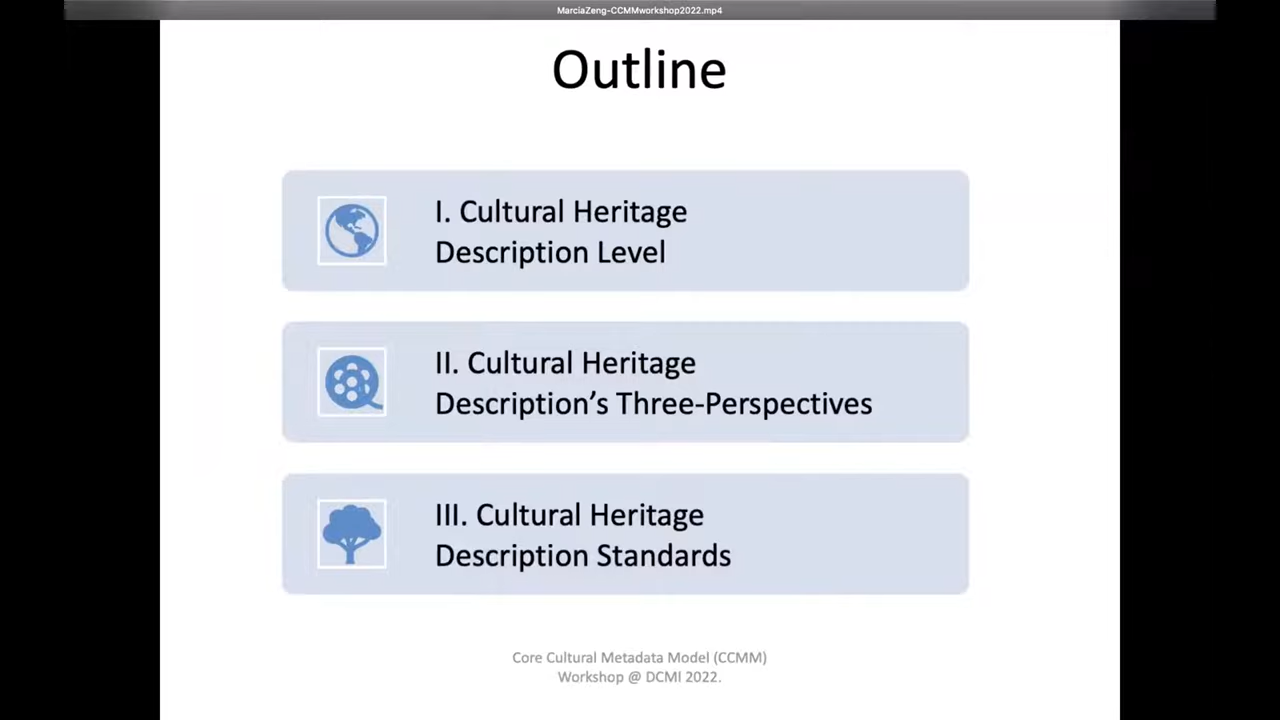 MarciaZeng-CCMMworkshop2022.mp4
Outline
I. Cultural Heritage
Description Level
II. Cultural Heritage
Description’s Three-Perspectives
III. Cultural Heritage
Description Standards
Core Cultural Metadata Model (CCMM)
Workshop @ DCMI 2022.